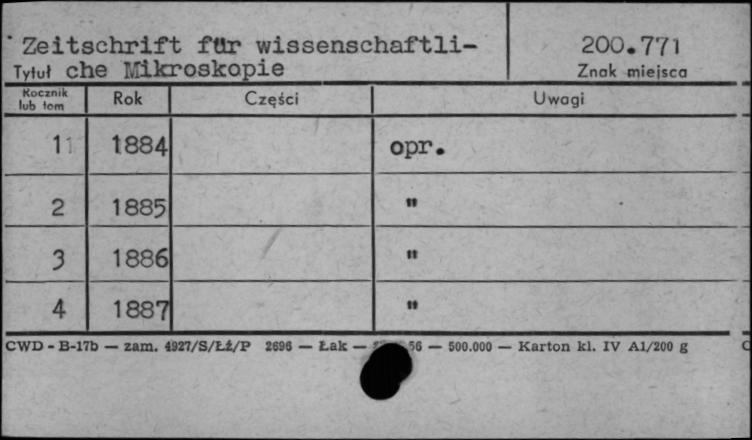 Zeitschrift für wissenschaftli- 200.771
Tytuł che Mikroskopie Znak miejsca
Rocznik lub tom Rok Części Uwagi
11 1884 opr.
2 1885 "
3 1886 "
4 1887 "
CWD - B-17b — zam. 4927/S/ŁŹ/P 2696 — Łak — 56 — 500.000 — Karton kl. IV A1/200 g